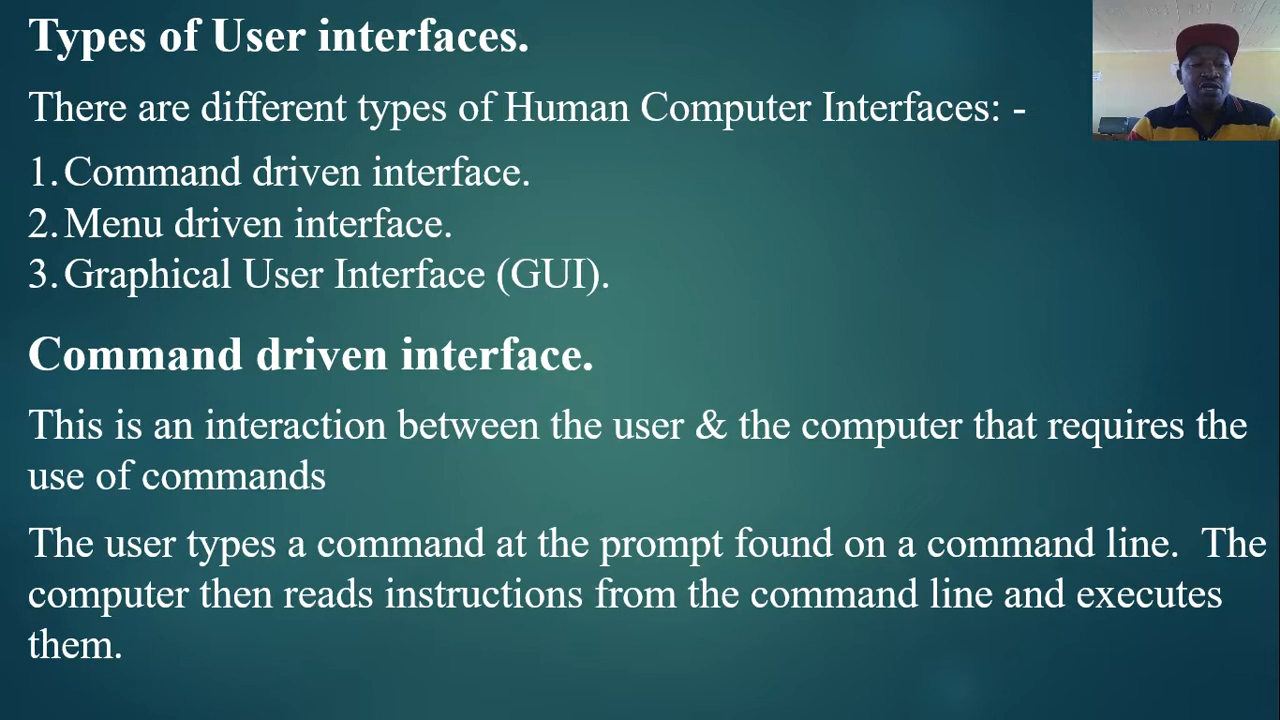 Types of User interfaces.
There are different types of Human Computer Interfaces: -
1. Command driven interface.
2. Menu driven interface.
3. Graphical User Interface (GUI).
Command driven interface.
This is an interaction between the user & the computer that requires the
use of commands
The user types a command at the prompt found on a command line.  The
computer then reads instructions from the command line and executes
them.